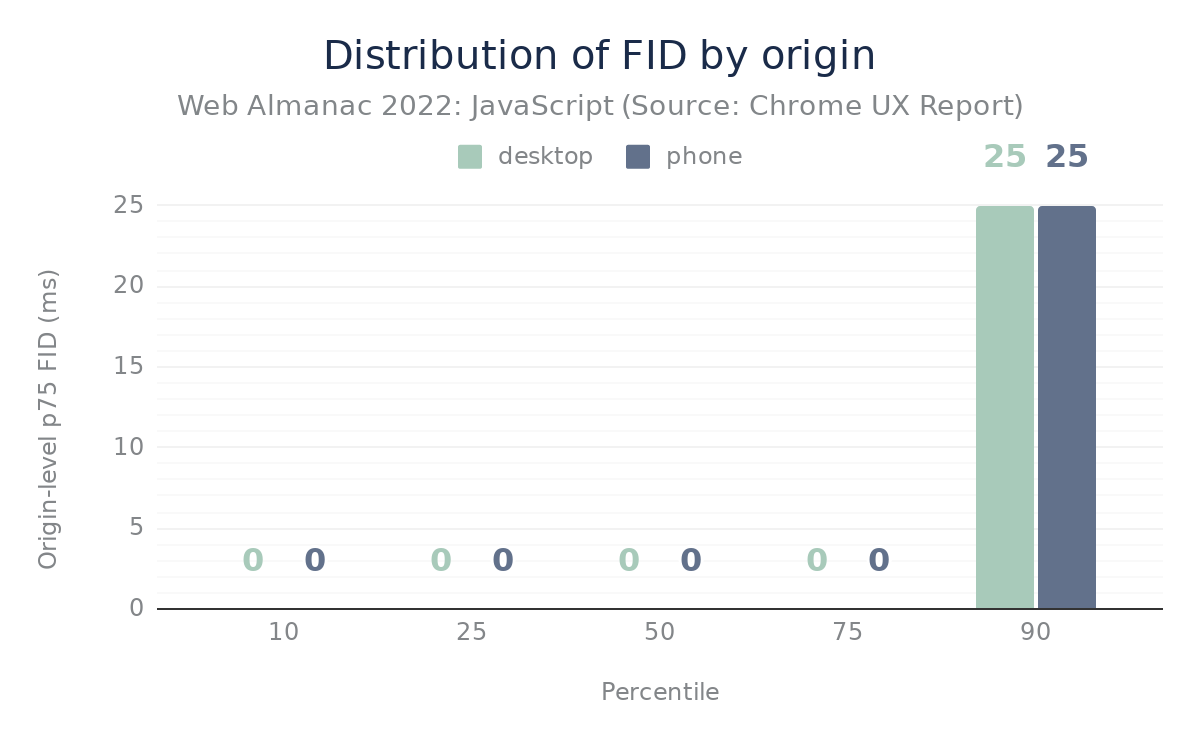 Distribution of FID by origin
Web Almanac 2022: JavaScript (Source: Chrome UX Report)
desktop phone
25 25
Origin-level p75 FID (ms)
25
20
15
10
5
0
0 0 0 0 0 0 0 0
10 25 50 75 90
Percentile